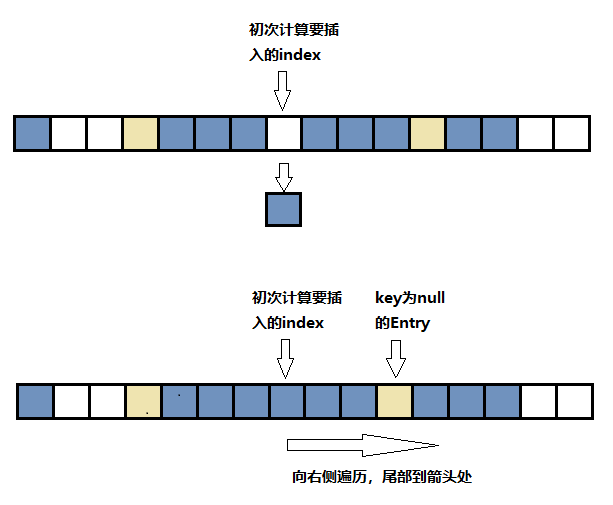 初次计算要插
入的index
初次计算要插
入的index
key为null
的Entry
向右侧遍历，尾部到箭头处